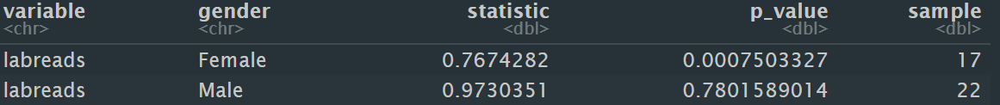 variable gender statistic p_value sample
<chr> <chr> <dbl> <dbl> <dbl>
labreads Female 0.7674282 0.0007503327 17
labreads Male 0.9730351 0.7801589014 22